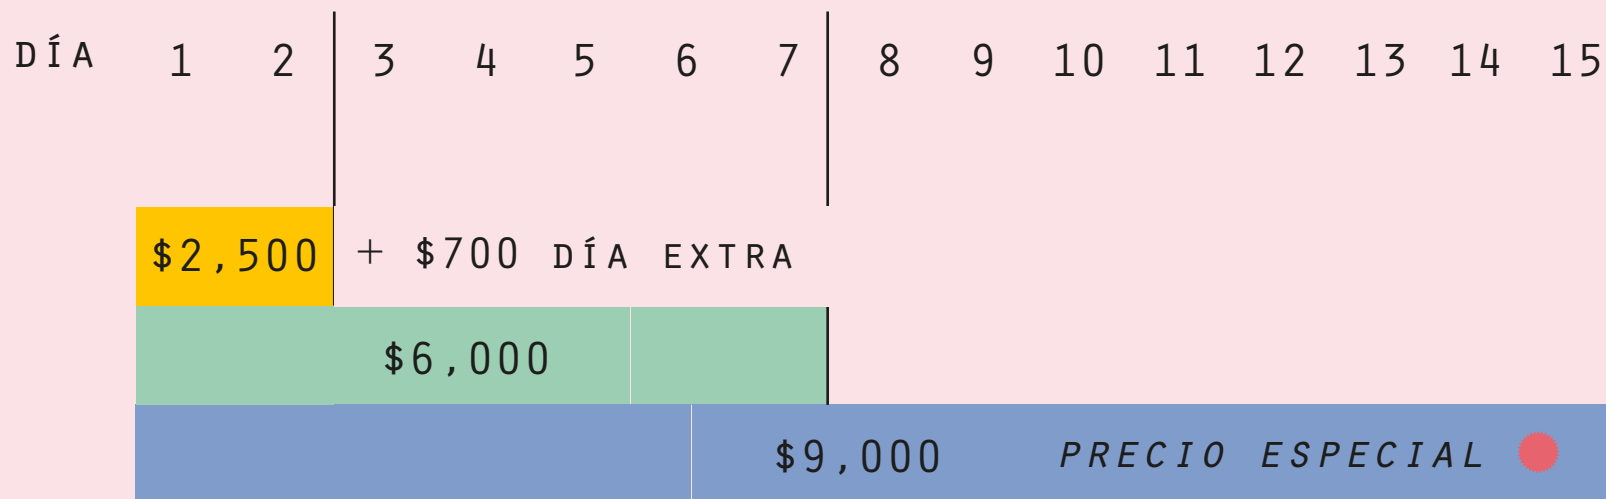 DÍA 1 2 3 4 5 6 7 8 9 10 11 12 13 14 15
$2,500 + $700 DÍA EXTRA
$6,000
$9,000 PRECIO ESPECIAL